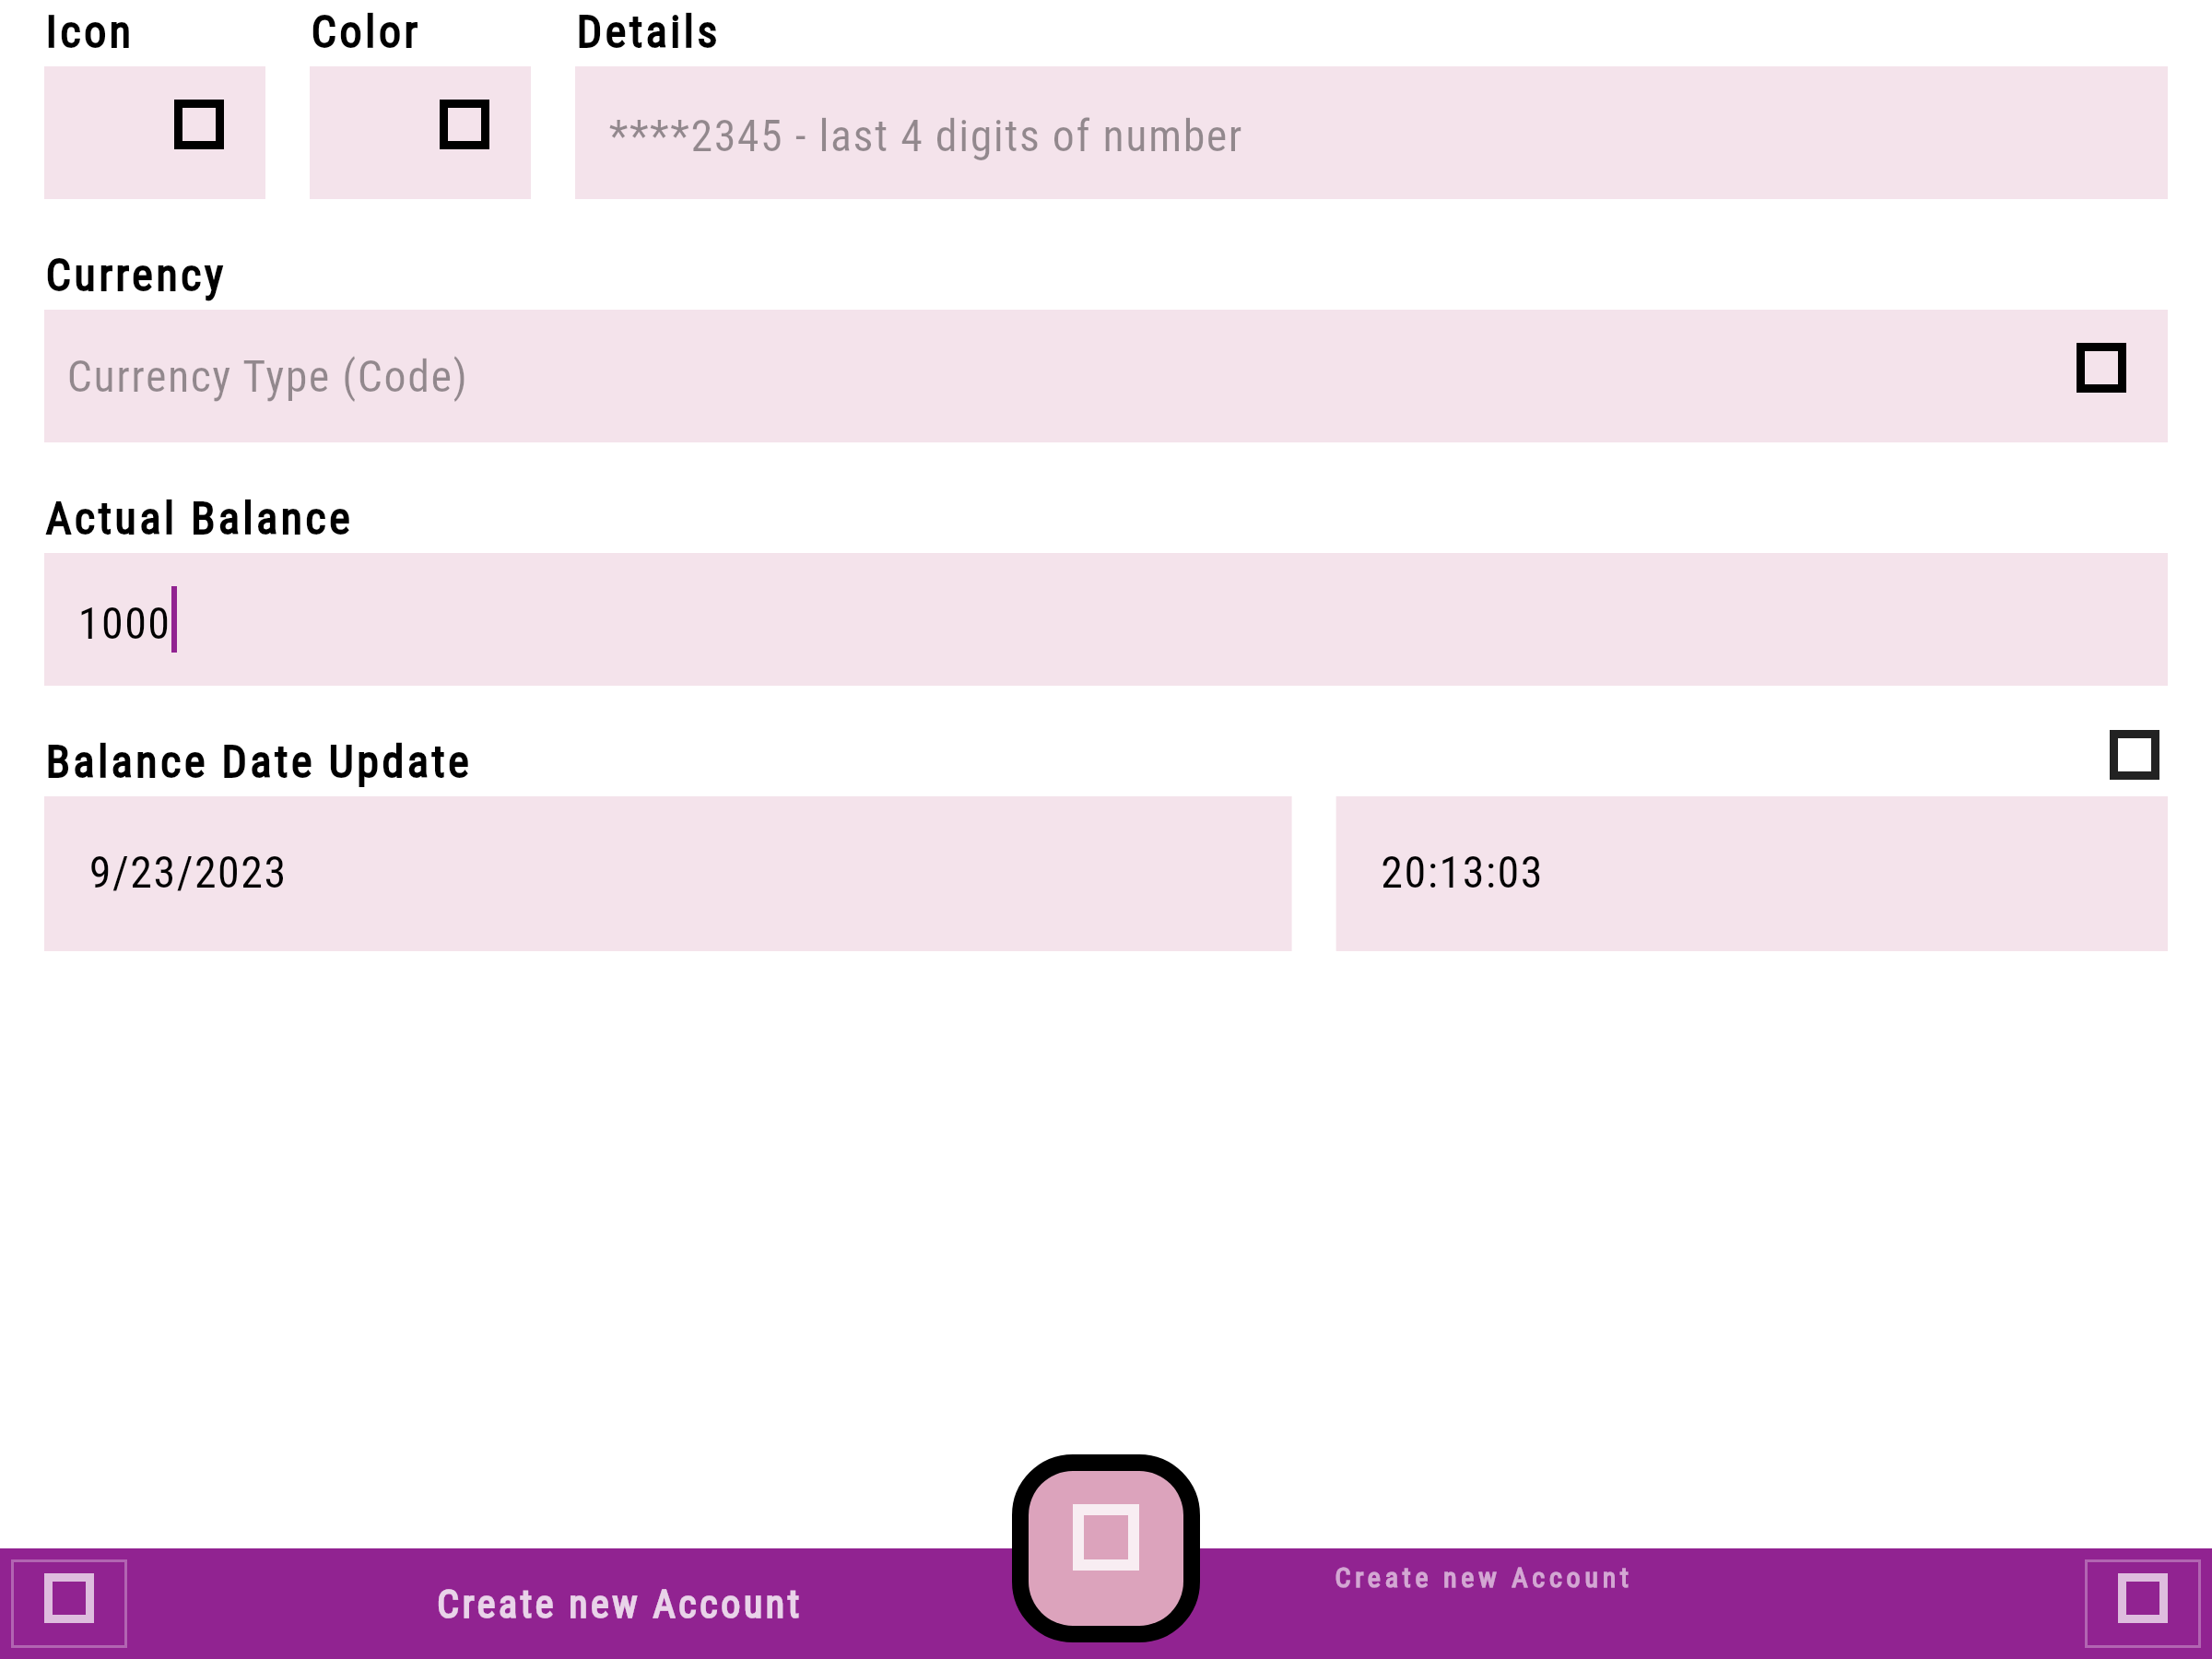 Icon Color Details
****2345 - last 4 digits of number
Currency
Currency Type (Code)
Actual Balance
1000
Balance Date Update
9/23/2023 20:13:03
Create new Account
Create new Account